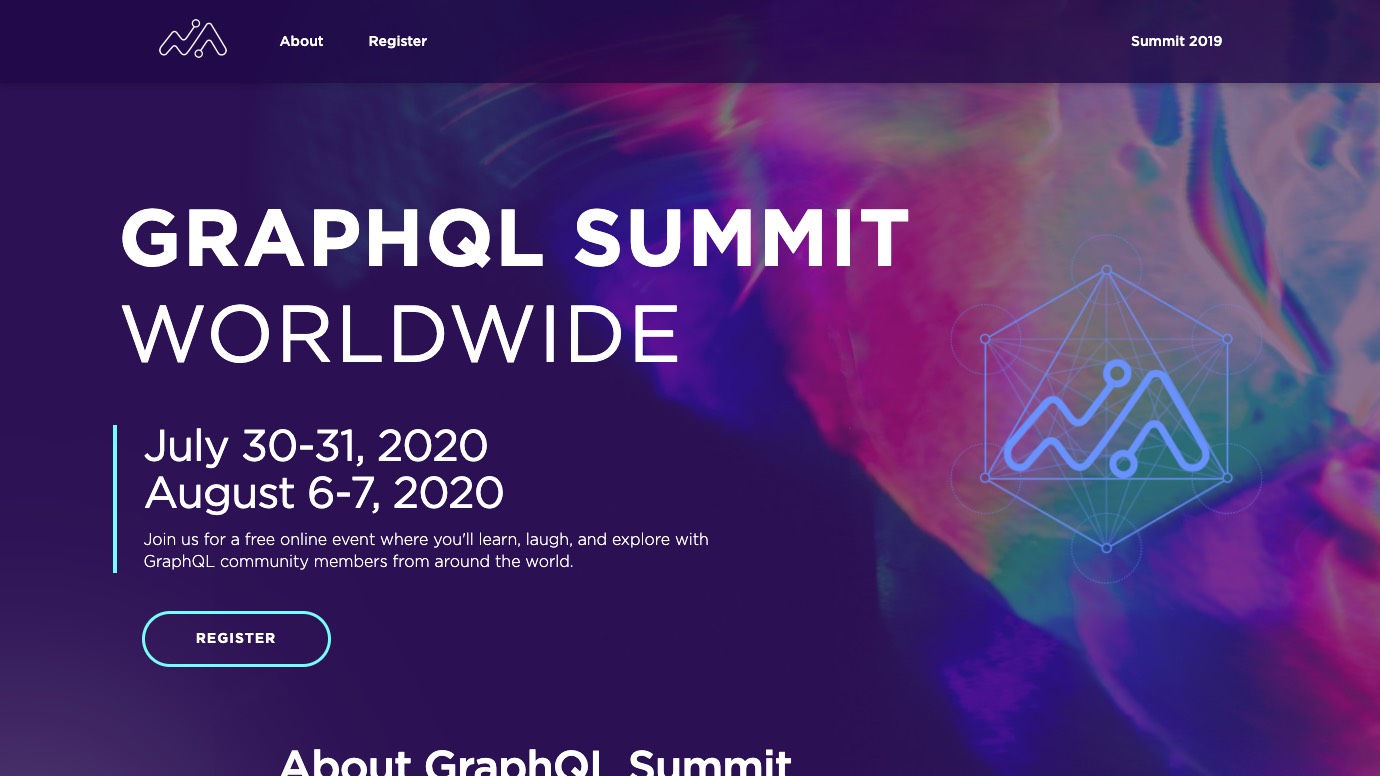 About
Register
Summit 2019
GRAPHQL SUMMIT
WORLDWIDE
July 30-31, 2020
August 6-7, 2020
Join us for a free online event where you'll learn, laugh, and explore with
GraphQL community members from around the world.
REGISTER
About GraphQL Summit